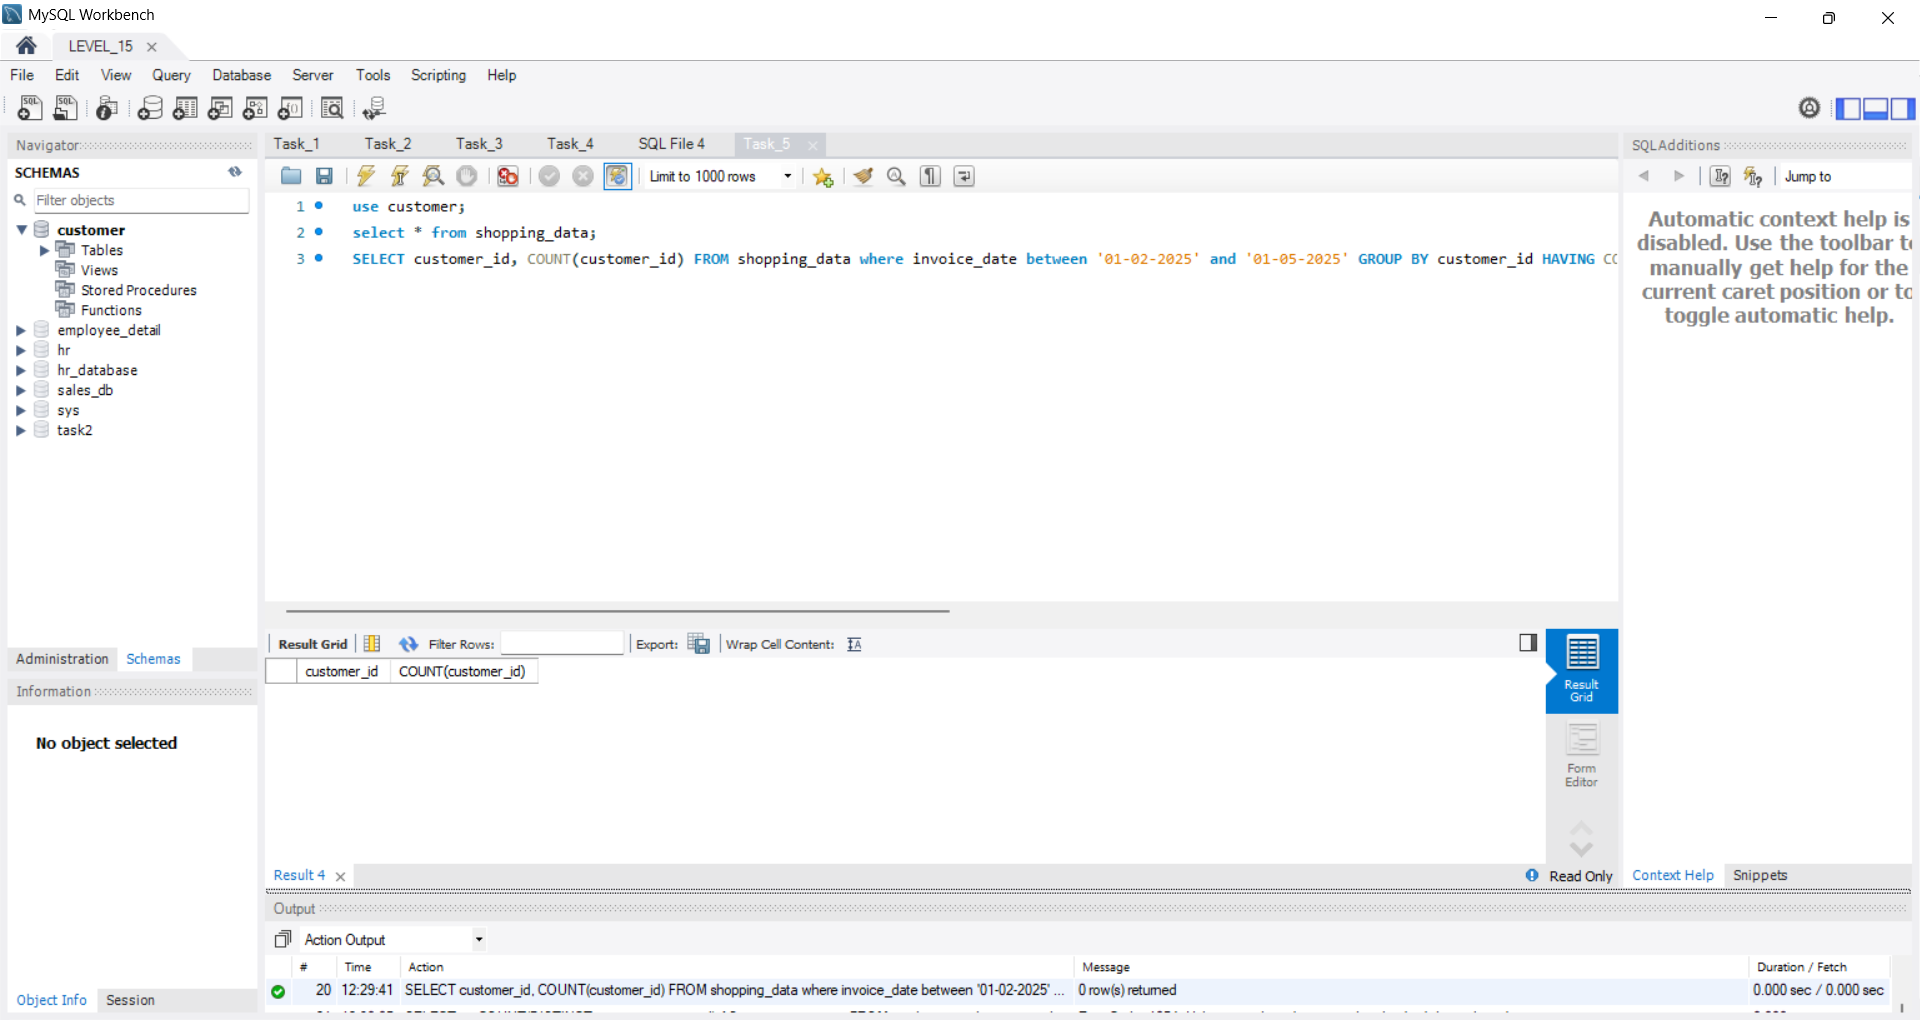 MySQL Workbench
LEVEL_15
File Edit View Query Database Server Tools Scripting Help
Navigator
SCHEMAS
Filter objects
customer
Tables
Views
Stored Procedures
Functions
employee_detail
hr
hr_database
sales_db
sys
task2
Administration Schemas
Information
No object selected
Object Info Session
Task_1 Task_2 Task_3 Task_4 SQL File 4 Task_5
Limit to 1000 rows
1 use customer;
2 select * from shopping_data;
3 SELECT customer_id, COUNT(customer_id) FROM shopping_data where invoice_date between '01-02-2025' and '01-05-2025' GROUP BY customer_id HAVING CC
Result Grid Filter Rows: Export: Wrap Cell Content:
customer_id COUNT(customer_id)
Result Grid
Form Editor
Result 4 Read Only
SQLAdditions
Jump to
Automatic context help is
disabled. Use the toolbar to
manually get help for the
current caret position or to
toggle automatic help.
Context Help Snippets
Output
Action Output
# Time Action Message Duration / Fetch
20 12:29:41 SELECT customer_id, COUNT(customer_id) FROM shopping_data where invoice_date between '01-02-2025' ... 0 row(s) returned 0.000 sec / 0.000 sec